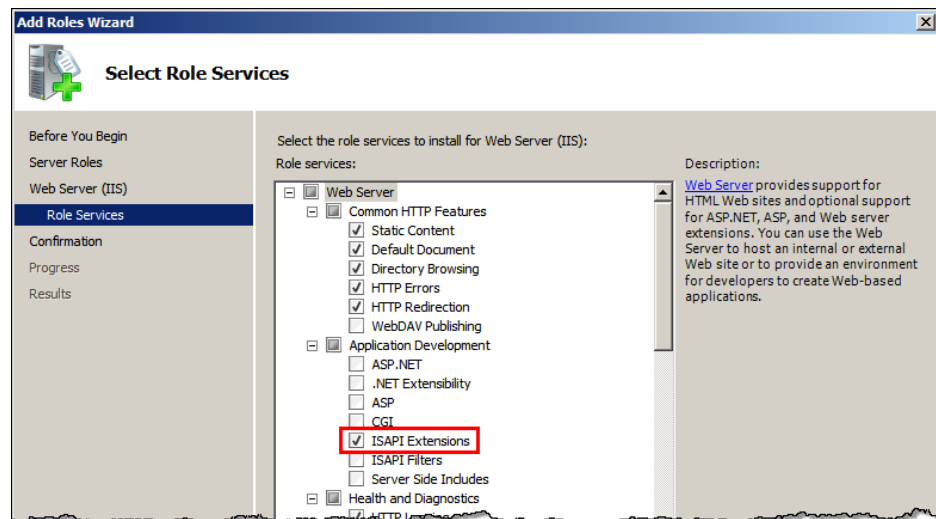 Add Roles Wizard
Select Role Services
Before You Begin
Server Roles
Web Server (IIS)
Role Services
Confirmation
Progress
Results
Select the role services to install for Web Server (IIS):
Role services:
Web Server
Common HTTP Features
Static Content
Default Document
Directory Browsing
HTTP Errors
HTTP Redirection
WebDAV Publishing
Application Development
ASP.NET
.NET Extensibility
ASP
CGI
ISAPI Extensions
ISAPI Filters
Server Side Includes
Health and Diagnostics
HTTP
Description:
Web Server provides support for
HTML Web sites and optional support
for ASP.NET, ASP, and Web server
extensions. You can use the Web
Server to host an internal or external
Web site or to provide an environment
for developers to create Web-based
applications.